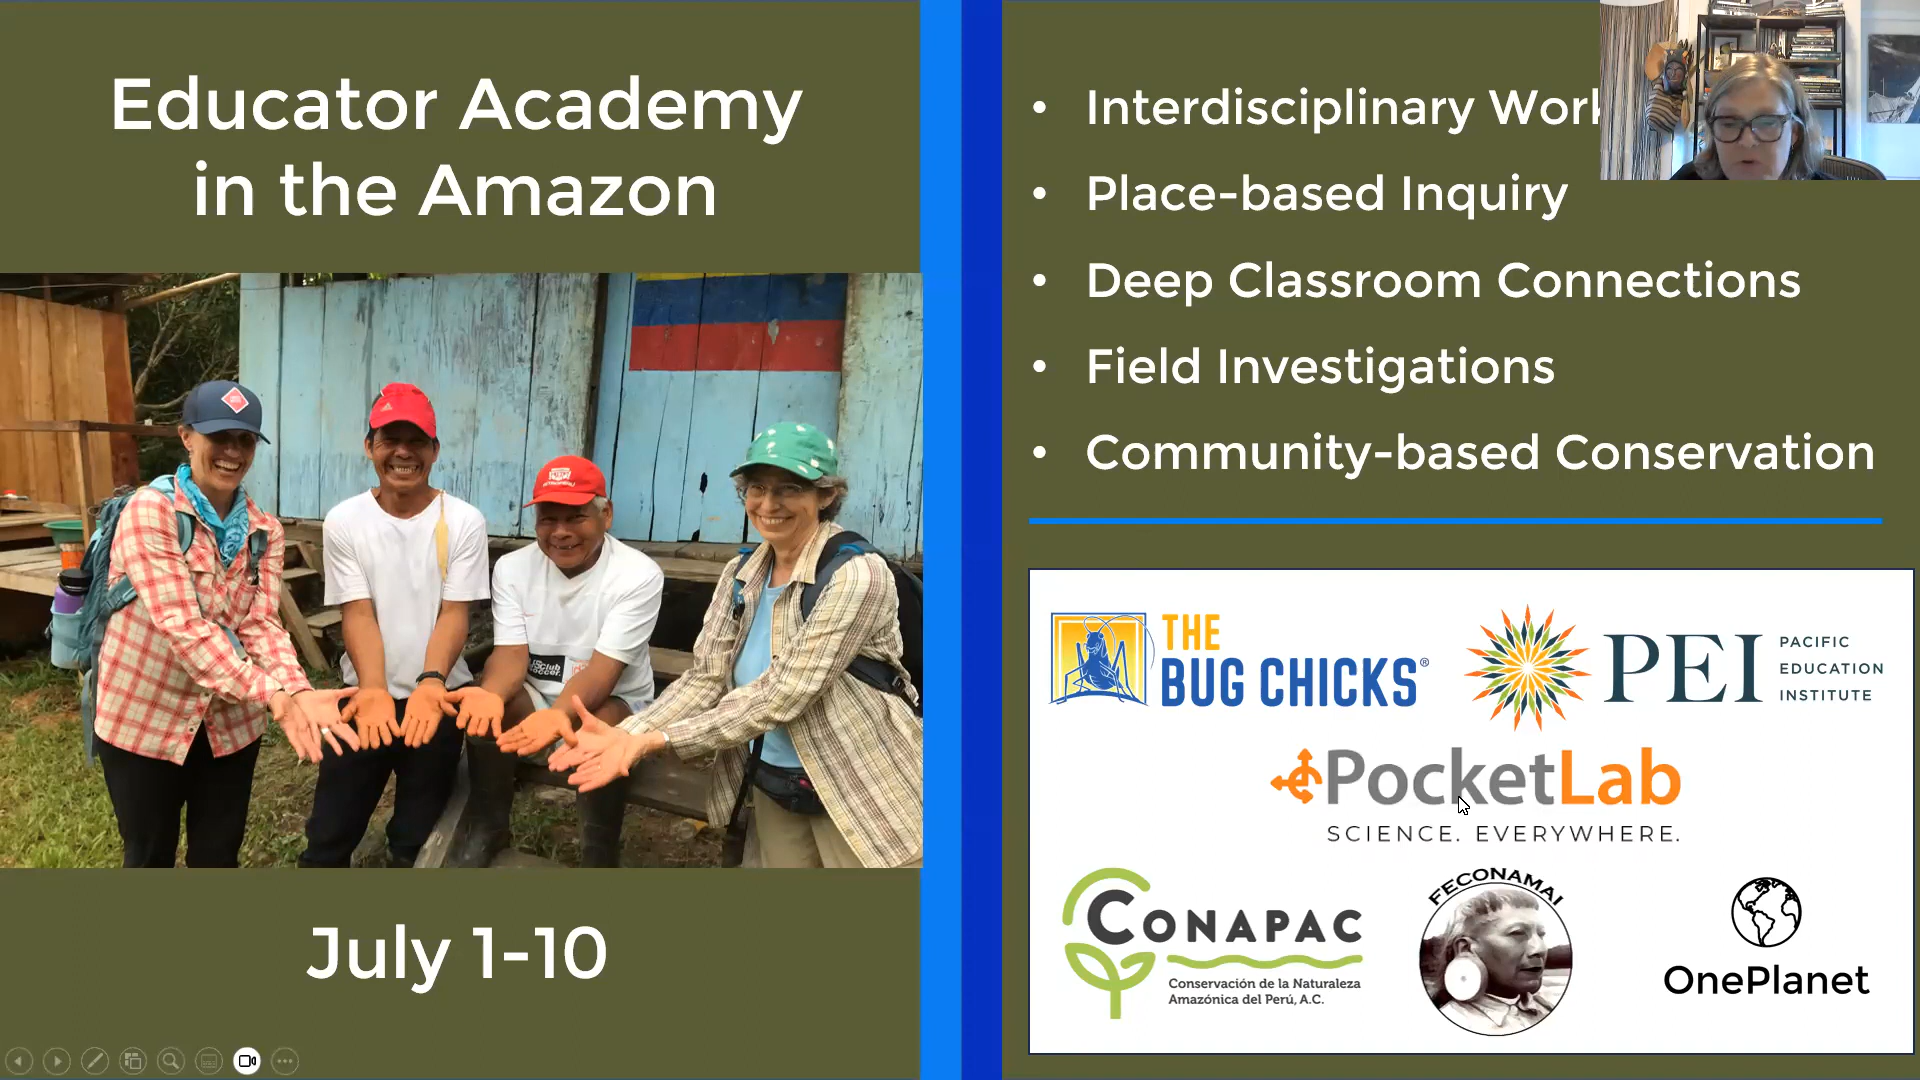 Educator Academy
in the Amazon
July 1-10
• Interdisciplinary Work
• Place-based Inquiry
• Deep Classroom Connections
• Field Investigations
• Community-based Conservation
THE
BUG CHICKS®
PEI
PACIFIC
EDUCATION
INSTITUTE
PocketLab
SCIENCE. EVERYWHERE.
CONAPAC
Conservación de la Naturaleza
Amazónica del Perú, A.C.
FECONAMAI
OnePlanet